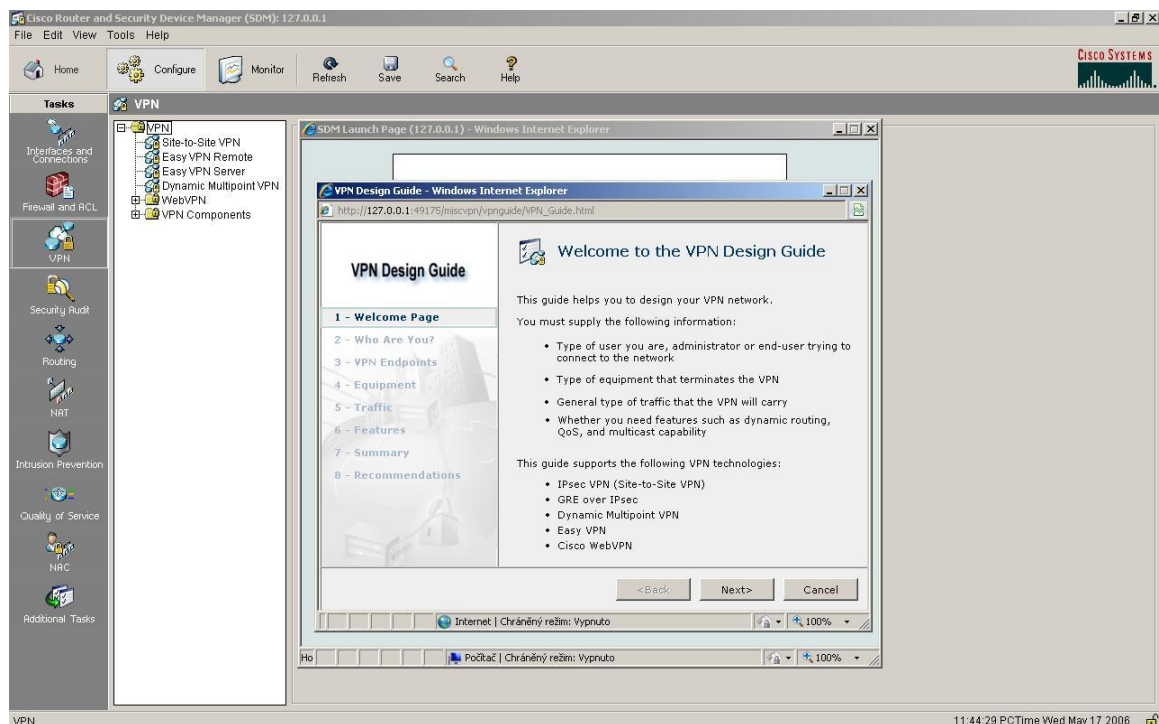 Cisco Router and Security Device Manager (SDM): 127.0.0.1
File Edit View Tools Help
Home
Configure
Monitor
Refresh
Save
Search
Help
CISCO SYSTEMS
Tasks
VPN
Interfaces and Connections
Firewall and ACL
VPN
Security Audit
Routing
NAT
Intrusion Prevention
Quality of Service
NAC
Additional Tasks
VPN
Site-to-Site VPN
Easy VPN Remote
Easy VPN Server
Dynamic Multipoint VPN
WebVPN
VPN Components
SDM Launch Page (127.0.0.1) - Windows Internet Explorer
VPN Design Guide - Windows Internet Explorer
http://127.0.0.1:49175/miscvpn/vpnguide/VPN_Guide.html
VPN Design Guide
1 - Welcome Page
2 - Who Are You?
3 - VPN Endpoints
4 - Equipment
5 - Traffic
6 - Features
7 - Summary
8 - Recommendations
Welcome to the VPN Design Guide
This guide helps you to design your VPN network.
You must supply the following information:
• Type of user you are, administrator or end-user trying to
connect to the network
• Type of equipment that terminates the VPN
• General type of traffic that the VPN will carry
• Whether you need features such as dynamic routing,
QoS, and multicast capability
This guide supports the following VPN technologies:
• IPsec VPN (Site-to-Site VPN)
• GRE over IPsec
• Dynamic Multipoint VPN
• Easy VPN
• Cisco WebVPN
<Back
Next>
Cancel
Internet | Chráněný režim: Vypnuto
100%
Ho
Počítač | Chráněný režim: Vypnuto
100%
VPN
11:44:29 PCTime Wed May 17 2006